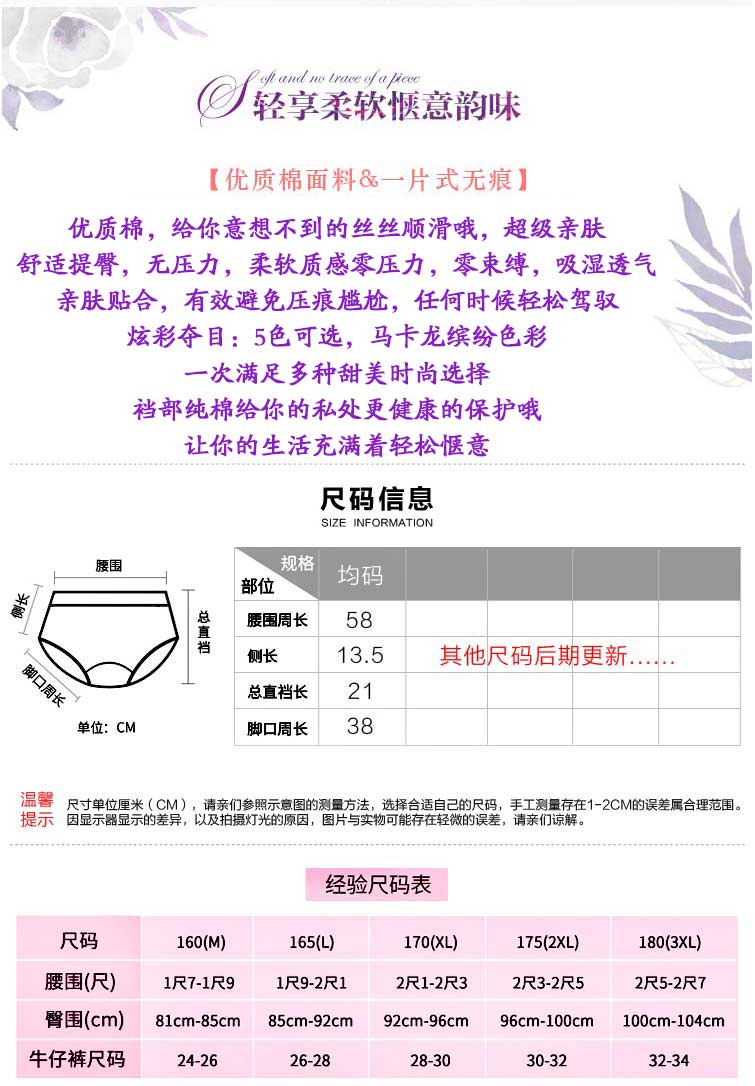 Soft and no trace of a piece
轻享柔软惬意韵味
【优质棉面料&一片式无痕】
优质棉，给你意想不到的丝丝顺滑哦，超级亲肤
舒适提臀，无压力，柔软质感零压力，零束缚，吸湿透气
亲肤贴合，有效避免压痕尴尬，任何时候轻松驾驭
炫彩夺目：5色可选，马卡龙缤纷色彩
一次满足多种甜美时尚选择
裆部纯棉给你的私处更健康的保护哦
让你的生活充满着轻松惬意
尺码信息
SIZE INFORMATION
腰围
侧长
总直裆
脚口周长
单位：CM
规格
部位 均码
腰围周长 58
侧长 13.5 其他尺码后期更新......
总直裆长 21
脚口周长 38
温馨
提示
尺寸单位厘米（CM），请亲们参照示意图的测量方法，选择合适自己的尺码，手工测量存在1-2CM的误差属合理范围。
因显示器显示的差异，以及拍摄灯光的原因，图片与实物可能存在轻微的误差，请亲们谅解。
经验尺码表
尺码 160(M) 165(L) 170(XL) 175(2XL) 180(3XL)
腰围(尺) 1尺7-1尺9 1尺9-2尺1 2尺1-2尺3 2尺3-2尺5 2尺5-2尺7
臀围(cm) 81cm-85cm 85cm-92cm 92cm-96cm 96cm-100cm 100cm-104cm
牛仔裤尺码 24-26 26-28 28-30 30-32 32-34